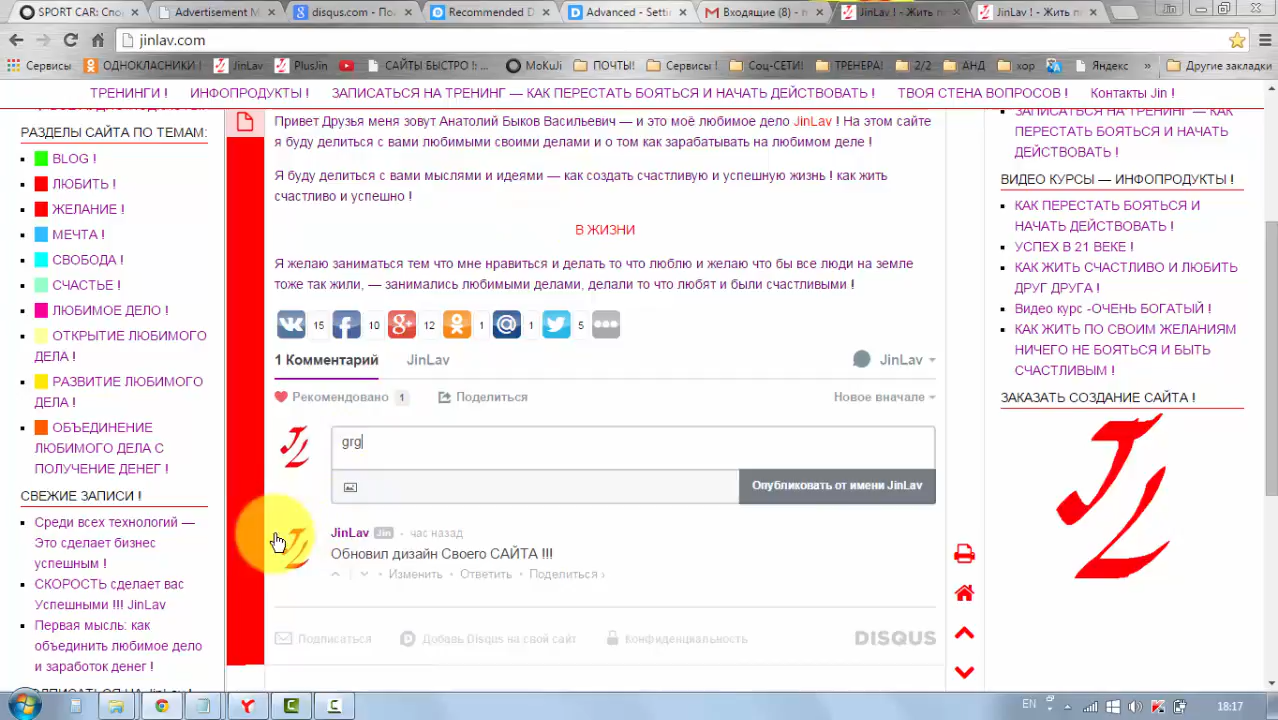 SPORT CAR: Спо
Advertisement M
disqus.com - По
Recommended D
Advanced - Setti
Входящие (8) -
JinLav ! - Жить п
JinLav ! - Жить п
jinlav.com
Сервисы
ОДНОКЛАСНИКИ !
JinLav
PlusJin
САЙТЫ БЫСТРО !:
MoKuJi
ПОЧТЫ!
Сервисы !
Соц-СЕТИ!
ТРЕНЕРА!
2/2
АНД
хор
Яндекс
»
Другие закладки
ТРЕНИНГИ !
ИНФОПРОДУКТЫ !
ЗАПИСАТЬСЯ НА ТРЕНИНГ — КАК ПЕРЕСТАТЬ БОЯТЬСЯ И НАЧАТЬ ДЕЙСТВОВАТЬ !
ТВОЯ СТЕНА ВОПРОСОВ !
Контакты Jin !
РАЗДЕЛЫ САЙТА ПО ТЕМАМ:
BLOG !
ЛЮБИТЬ !
ЖЕЛАНИЕ !
МЕЧТА !
СВОБОДА !
СЧАСТЬЕ !
ЛЮБИМОЕ ДЕЛО !
ОТКРЫТИЕ ЛЮБИМОГО
ДЕЛА !
РАЗВИТИЕ ЛЮБИМОГО
ДЕЛА !
ОБЪЕДИНЕНИЕ
ЛЮБИМОГО ДЕЛА С
ПОЛУЧЕНИЕ ДЕНЕГ !
СВЕЖИЕ ЗАПИСИ !
Среди всех технологий —
Это сделает бизнес
успешным !
СКОРОСТЬ сделает вас
Успешными !!! JinLav
Первая мысль: как
объединить любимое дело
и заработок денег !
Привет Друзья меня зовут Анатолий Быков Васильевич — и это моё любимое дело JinLav ! На этом сайте
я буду делиться с вами любимыми своими делами и о том как зарабатывать на любимом деле !
Я буду делиться с вами мыслями и идеями — как создать счастливую и успешную жизнь ! как жить
счастливо и успешно !
В ЖИЗНИ
Я желаю заниматься тем что мне нравиться и делать то что люблю и желаю что бы все люди на земле
тоже так жили, — занимались любимыми делами, делали то что любят и были счастливыми !
15
10
12
1
1
5
1 Комментарий
JinLav
JinLav
Рекомендовано 1
Поделиться
Новое вначале
grg
Опубликовать от имени JinLav
JinLav Jin - час назад
Обновил дизайн Своего САЙТА !!!
Изменить · Ответить · Поделиться ›
Подписаться
Добавь Disqus на свой сайт
Конфиденциальность
DISQUS
ЗАПИСАТЬСЯ НА ТРЕНИНГ — КАК
ПЕРЕСТАТЬ БОЯТЬСЯ И НАЧАТЬ
ДЕЙСТВОВАТЬ !
ВИДЕО КУРСЫ — ИНФОПРОДУКТЫ !
КАК ПЕРЕСТАТЬ БОЯТЬСЯ И
НАЧАТЬ ДЕЙСТВОВАТЬ !
УСПЕХ В 21 ВЕКЕ !
КАК ЖИТЬ СЧАСТЛИВО И ЛЮБИТЬ
ДРУГ ДРУГА !
Видео курс -ОЧЕНЬ БОГАТЫЙ !
КАК ЖИТЬ ПО СВОИМ ЖЕЛАНИЯМ
НИЧЕГО НЕ БОЯТЬСЯ И БЫТЬ
СЧАСТЛИВЫМ !
ЗАКАЗАТЬ СОЗДАНИЕ САЙТА !
EN
18:17